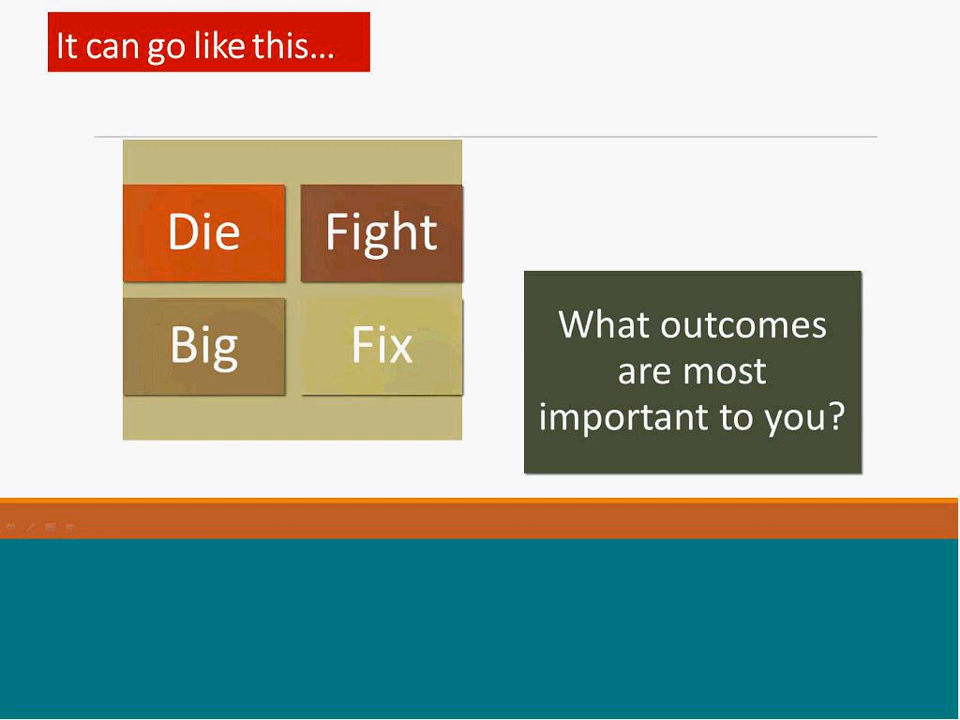 It can go like this...
Die
Fight
Big
Fix
What outcomes
are most
important to you?